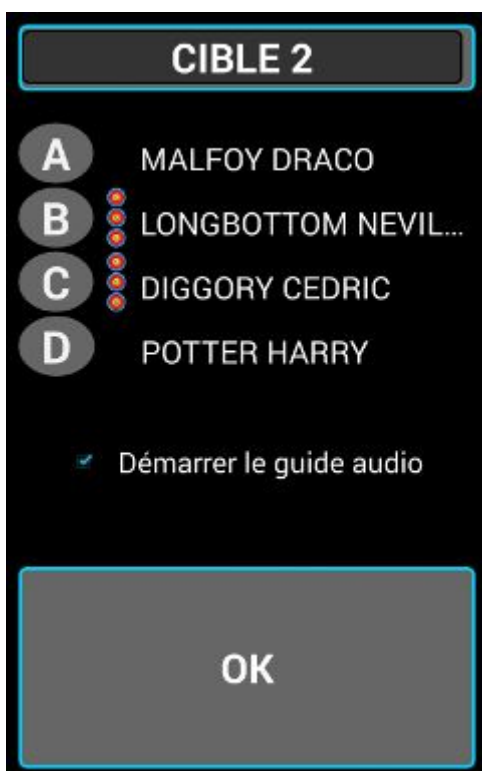 CIBLE 2
A MALFOY DRACO
B LONGBOTTOM NEVIL...
C DIGGORY CEDRIC
D POTTER HARRY
Démarrer le guide audio
OK